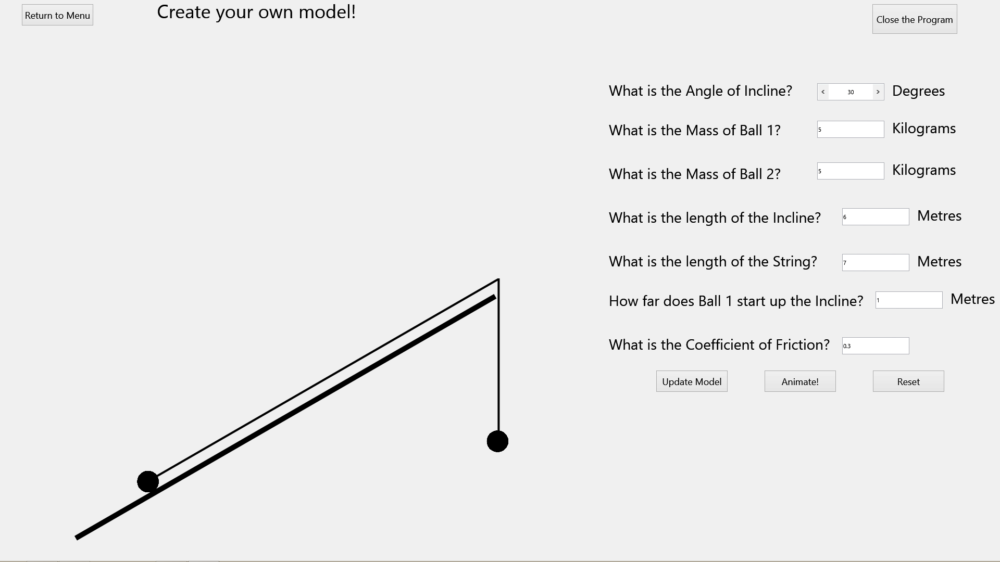 Return to Menu
Create your own model!
Close the Program
What is the Angle of Incline? < 30 > Degrees
What is the Mass of Ball 1? 5 Kilograms
What is the Mass of Ball 2? 5 Kilograms
What is the length of the Incline? 6 Metres
What is the length of the String? 7 Metres
How far does Ball 1 start up the Incline? 1 Metres
What is the Coefficient of Friction? 0.3
Update Model
Animate!
Reset